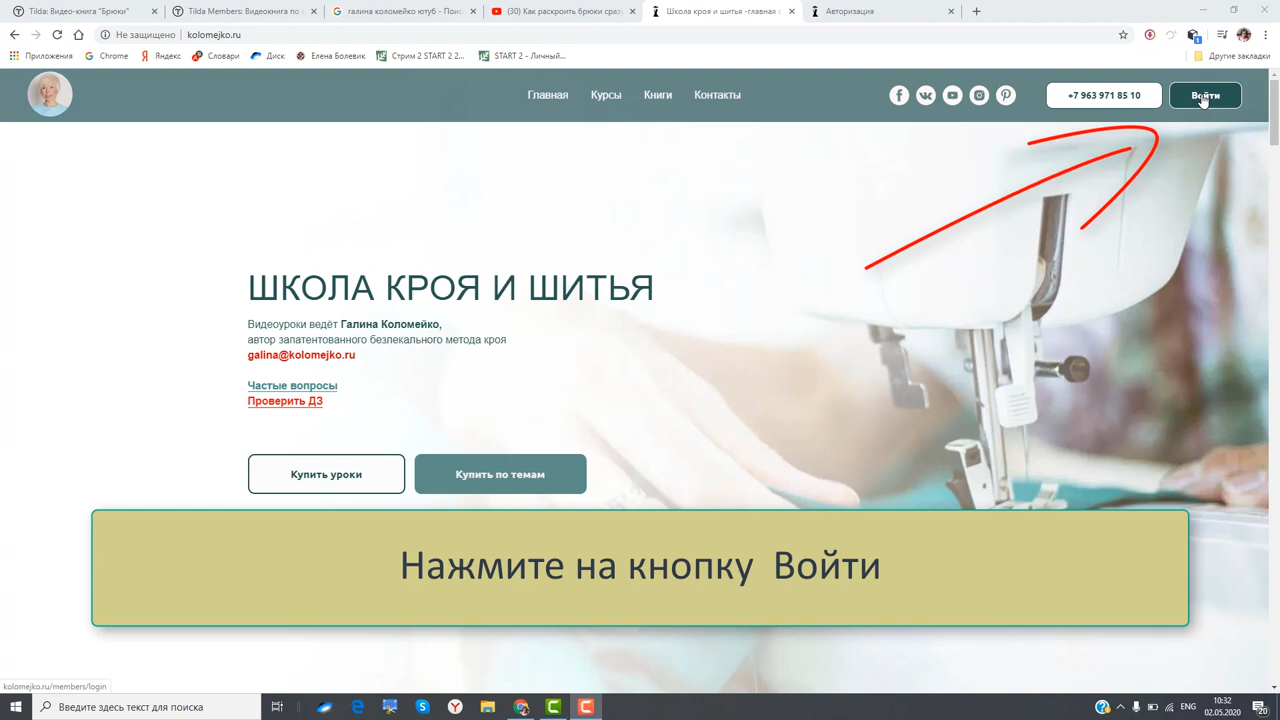 Tilda: Видео-книга "Брюки"
Tilda Members: Видеокнига по к
галина коломейко ютуб - Поис
(30) Как раскроить брюки сразу
Школа кроя и шитья -главная с
Авторизация
Не защищено
kolomejko.ru
Приложения
Chrome
Яндекс
Словари
Диск
Елена Болевик
Стрим 2 START 2 2...
START 2 - Личный...
Другие закладки
Главная
Курсы
Книги
Контакты
+7 963 971 85 10
Войти
ШКОЛА КРОЯ И ШИТЬЯ
Видеоуроки ведёт Галина Коломейко,
автор запатентованного безлекального метода кроя
galina@kolomejko.ru
Частые вопросы
Проверить ДЗ
Купить уроки
Купить по темам
Нажмите на кнопку Войти
kolomejko.ru/members/login
Введите здесь текст для поиска
ENG
10:32
02.05.2020
20